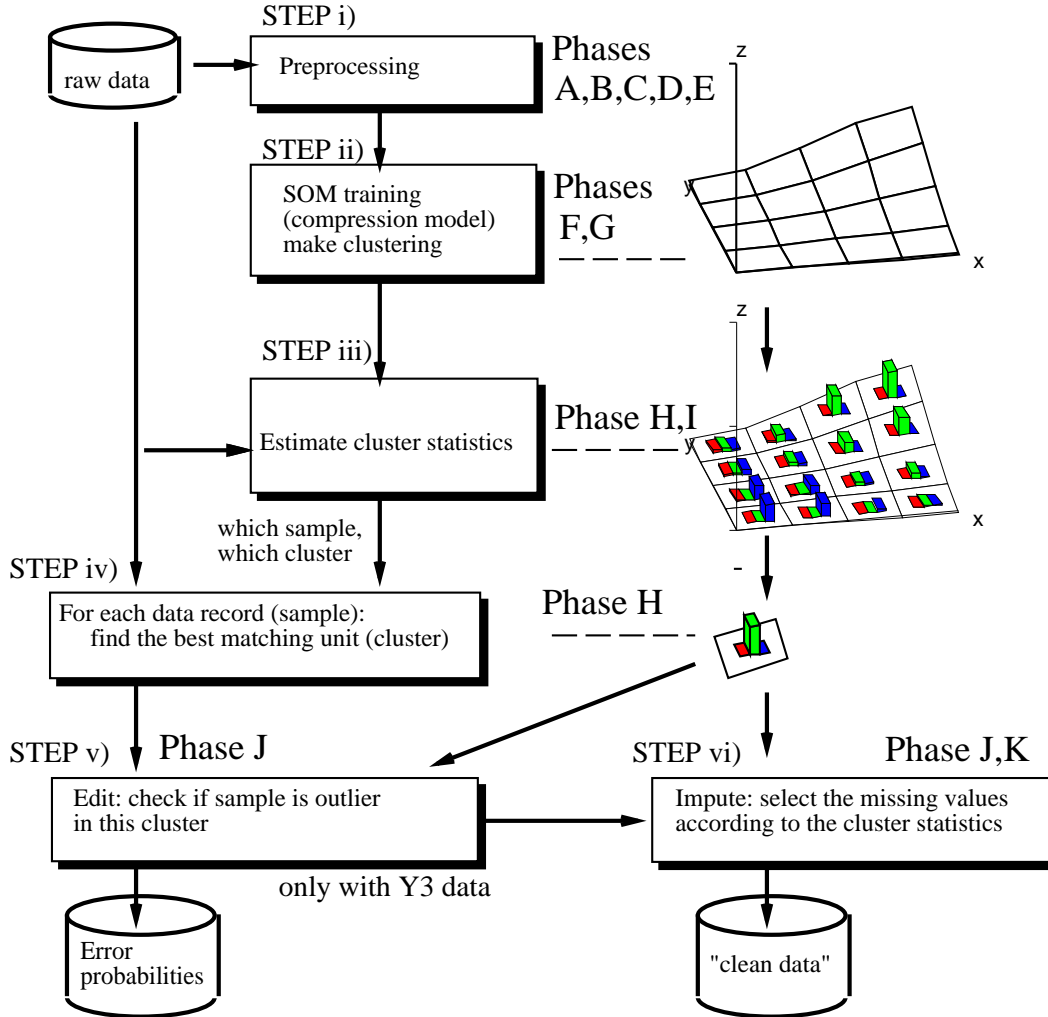 STEP i)
raw data
Preprocessing
Phases
A,B,C,D,E
z
STEP ii)
SOM training
(compression model)
make clustering
Phases
F,G
y
x
z
STEP iii)
Estimate cluster statistics
Phase H,I
y
x
which sample,
which cluster
STEP iv)
For each data record (sample):
find the best matching unit (cluster)
Phase H
STEP v)
Phase J
Edit: check if sample is outlier
in this cluster
only with Y3 data
STEP vi)
Phase J,K
Impute: select the missing values
according to the cluster statistics
Error
probabilities
"clean data"